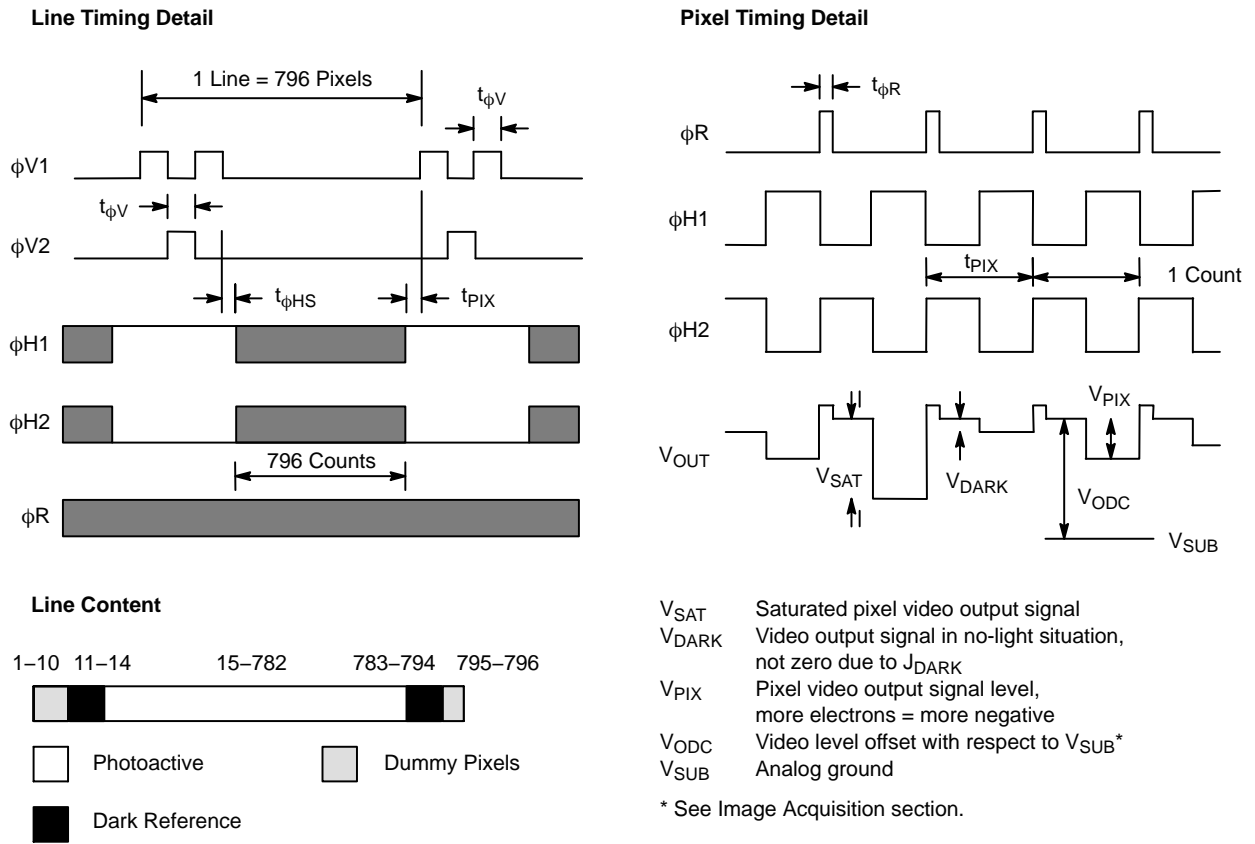 Line Timing Detail
1 Line = 796 Pixels
tϕV
ϕV1
tϕV
ϕV2
tϕHS
tPIX
ϕH1
ϕH2
796 Counts
ϕR
Pixel Timing Detail
tϕR
ϕR
ϕH1
tPIX
1 Count
ϕH2
VPIX
VOUT
VSAT
VDARK
VODC
VSUB
Line Content
1–10 11–14 15–782 783–794 795–796
Photoactive
Dummy Pixels
Dark Reference
VSAT Saturated pixel video output signal
VDARK Video output signal in no-light situation,
not zero due to JDARK
VPIX Pixel video output signal level,
more electrons = more negative
VODC Video level offset with respect to VSUB*
VSUB Analog ground
* See Image Acquisition section.